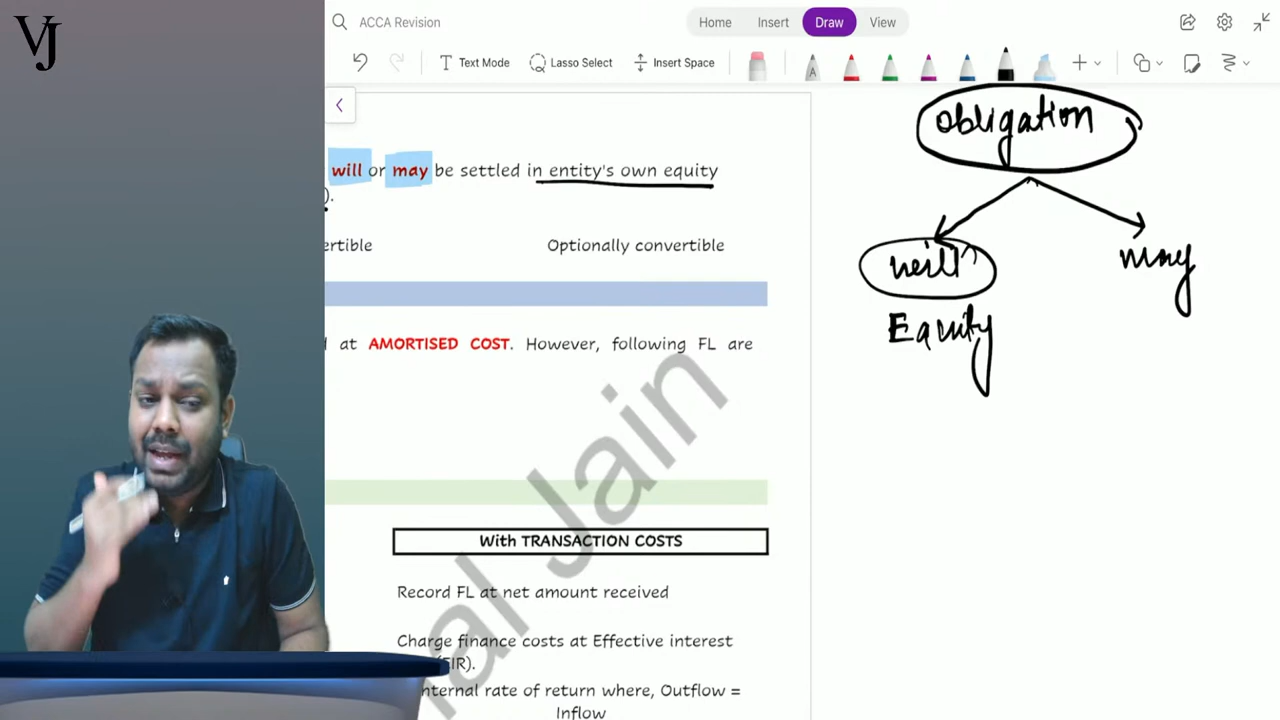 VJ
ACCA Revision
Home Insert Draw View
Text Mode Lasso Select Insert Space
will or may be settled in entity's own equity
).
ertible Optionally convertible
d at AMORTISED COST. However, following FL are
With TRANSACTION COSTS
Record FL at net amount received
Charge finance costs at Effective interest
(EIR).
nternal rate of return where, Outflow =
Inflow
al Jain
obligation
will may
Equity